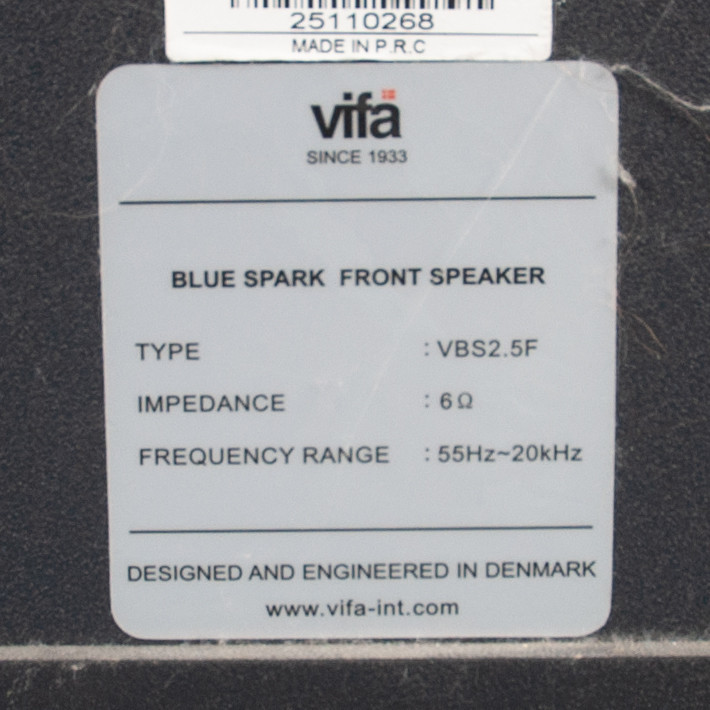 25110268
MADE IN P.R.C
vifa
SINCE 1933
BLUE SPARK FRONT SPEAKER
TYPE : VBS2.5F
IMPEDANCE : 6Ω
FREQUENCY RANGE : 55Hz~20kHz
DESIGNED AND ENGINEERED IN DENMARK
www.vifa-int.com